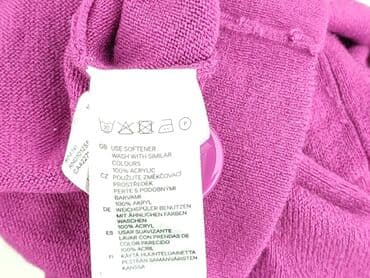 GB USE SOFTENER
WASH WITH SIMILAR
COLOURS
100% ACRYLIC
CZ POUŽIJTE ZMĚKČOVACÍ
PROSTŘEDEK
PERTE S PODOBNÝMI
BARVAMI
100% AKRYL
DE WEICHSPÜLER BENUTZEN
MIT ÄHNLICHEN FARBEN
WASCHEN
100% ACRYL
ES USAR SUAVIZANTE
LAVAR CON PRENDAS DE
COLOR PARECIDO
100% ACRIL
FI KÄYTÄ HUUHTELUAINETTA
PESTÄÄN SAMANVÄRISTEN
KANSSA